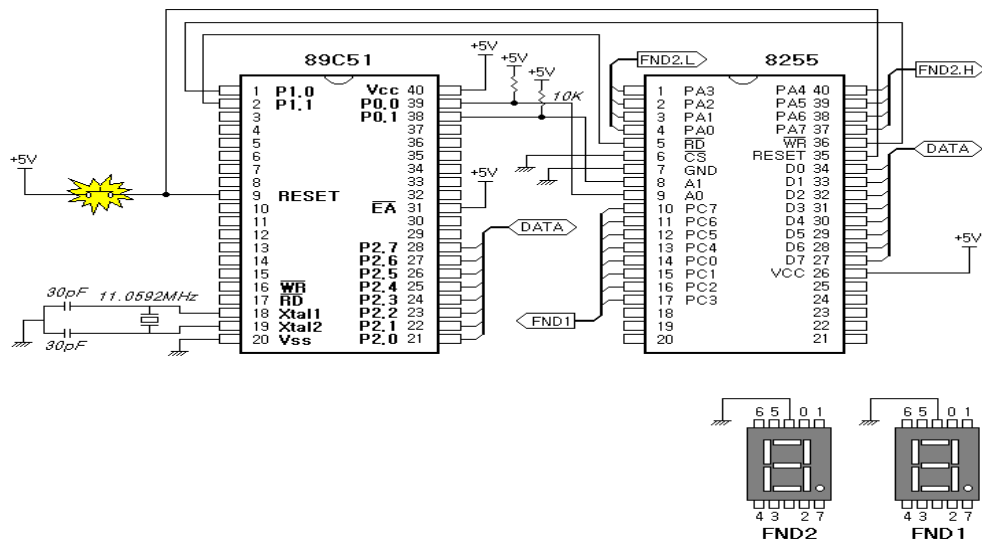 89C51
8255
+5V
+5V
+5V
10K
FND2.L
FND2.H
DATA
1 P1.0 Vcc 40
2 P1.1 P0.0 39
3 P0.1 38
4 37
5 36
6 35
7 34
8 33
9 RESET 32
10 EA 31
11 30
12 29
13 P2.7 28
14 P2.6 27
15 P2.5 26
16 WR P2.4 25
17 RD P2.3 24
18 Xtal1 P2.2 23
19 Xtal2 P2.1 22
20 Vss P2.0 21
+5V
+5V
DATA
30pF 11.0592MHz
30pF
1 PA3 PA4 40
2 PA2 PA5 39
3 PA1 PA6 38
4 PA0 PA7 37
5 RD WR 36
6 CS RESET 35
7 GND D0 34
8 A1 D1 33
9 A0 D2 32
10 PC7 D3 31
11 PC6 D4 30
12 PC5 D5 29
13 PC4 D6 28
14 PC0 D7 27
15 PC1 VCC 26
16 PC2 25
17 PC3 24
18 23
19 22
20 21
+5V
FND1
6 5 0 1
4 3 2 7
FND2
6 5 0 1
4 3 2 7
FND1